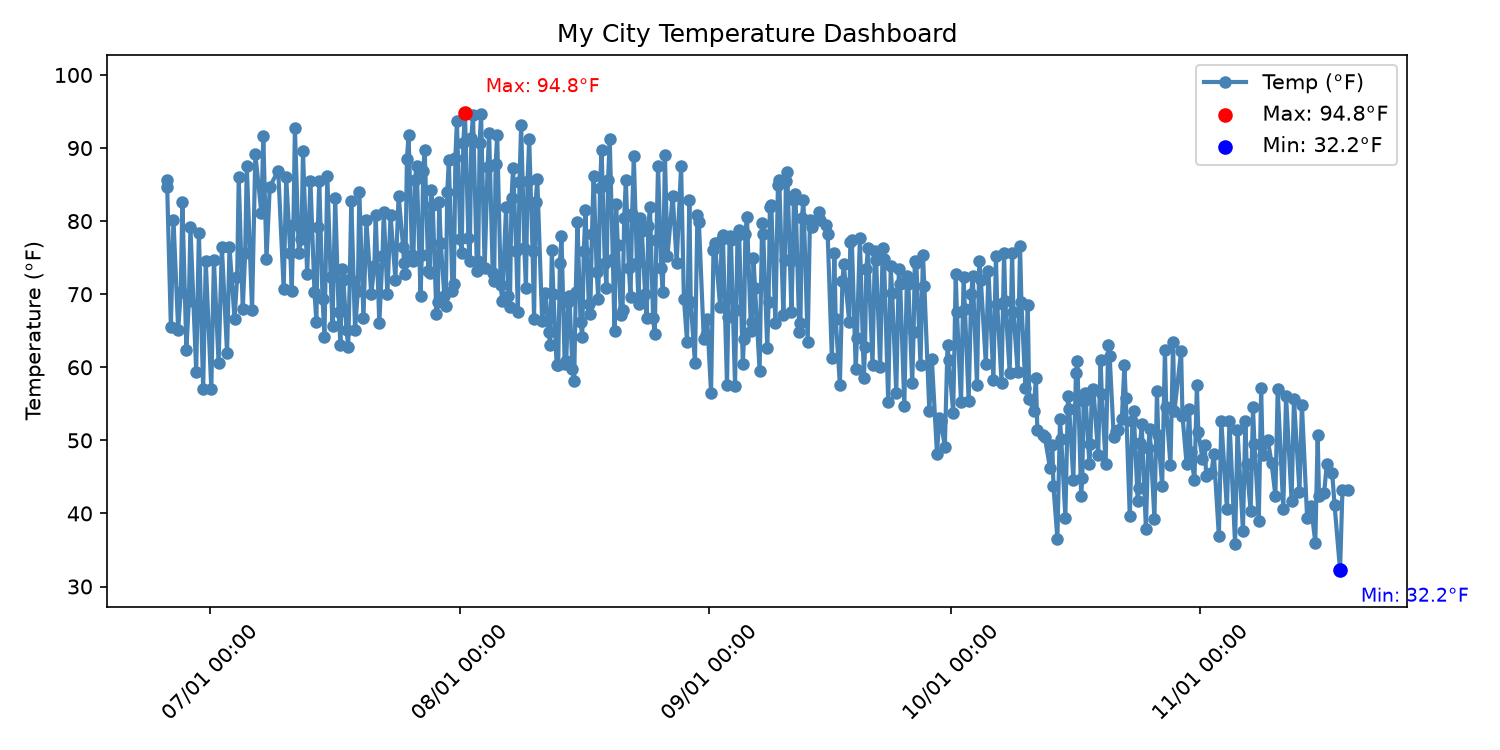 My City Temperature Dashboard
Max: 94.8°F
Temp (°F)
Max: 94.8°F
Min: 32.2°F
Temperature (°F)
100
90
80
70
60
50
40
30
Min: 32.2°F
07/01 00:00
08/01 00:00
09/01 00:00
10/01 00:00
11/01 00:00